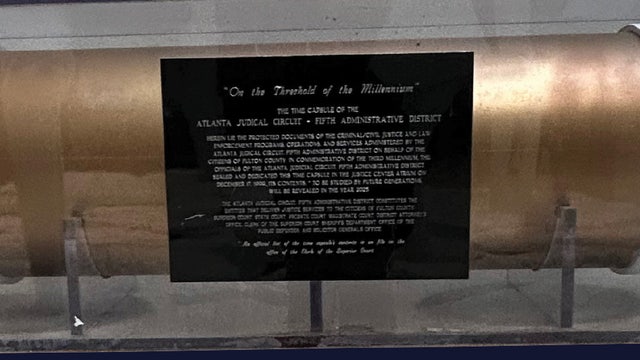 "On the Threshold of the Millennium"
THE TIME CAPSULE OF THE
ATLANTA JUDICAL CIRCUIT • FIFTH ADMINISTRATIVE DISTRICT
HEREIN LIE THE PROTECTED DOCUMENTS OF THE CRIMINAL/CIVIL JUSTICE AND LAW
ENFORCEMENT PROGRAMS, OPERATIONS, AND SERVICES ADMINISTERED BY THE
ATLANTA JUDICAL CIRCUIT, FIFTH ADMINISTRATIVE DISTRICT ON BEHALF OF THE
CITIZENS OF FULTON COUNTY. IN COMMEMORATION OF THE THIRD MILLENNIUM, THE
OFFICIALS OF THE ATLANTA JUDICIAL CIRCUIT, FIFTH ADMINISTRATIVE DISTRICT
SEALED AND DEDICATED THIS TIME CAPSULE IN THE JUSTICE CENTER ATRIUM ON
DECEMBER 17, 1999. ITS CONTENTS, * TO BE STUDIED BY FUTURE GENERATIONS,
WILL BE REVEALED IN THE YEAR 2025.
THE ATLANTA JUDICIAL CIRCUIT, FIFTH ADMINISTRATIVE DISTRICT CONSTITUTES THE
ENTITIES THAT DELIVER JUSTICE SERVICES TO THE CITIZENS OF FULTON COUNTY:
SUPERIOR COURT, STATE COURT, PROBATE COURT, MAGISTRATE COURT, DISTRICT ATTORNEY'S
OFFICE, CLERK OF THE SUPERIOR COURT, SHERIFF'S DEPARTMENT, OFFICE OF THE
PUBLIC DEFENDER AND SOLICITOR GENERAL'S OFFICE.
* An official list of the time capsule's contents is on file in the
office of the Clerk of the Superior Court.